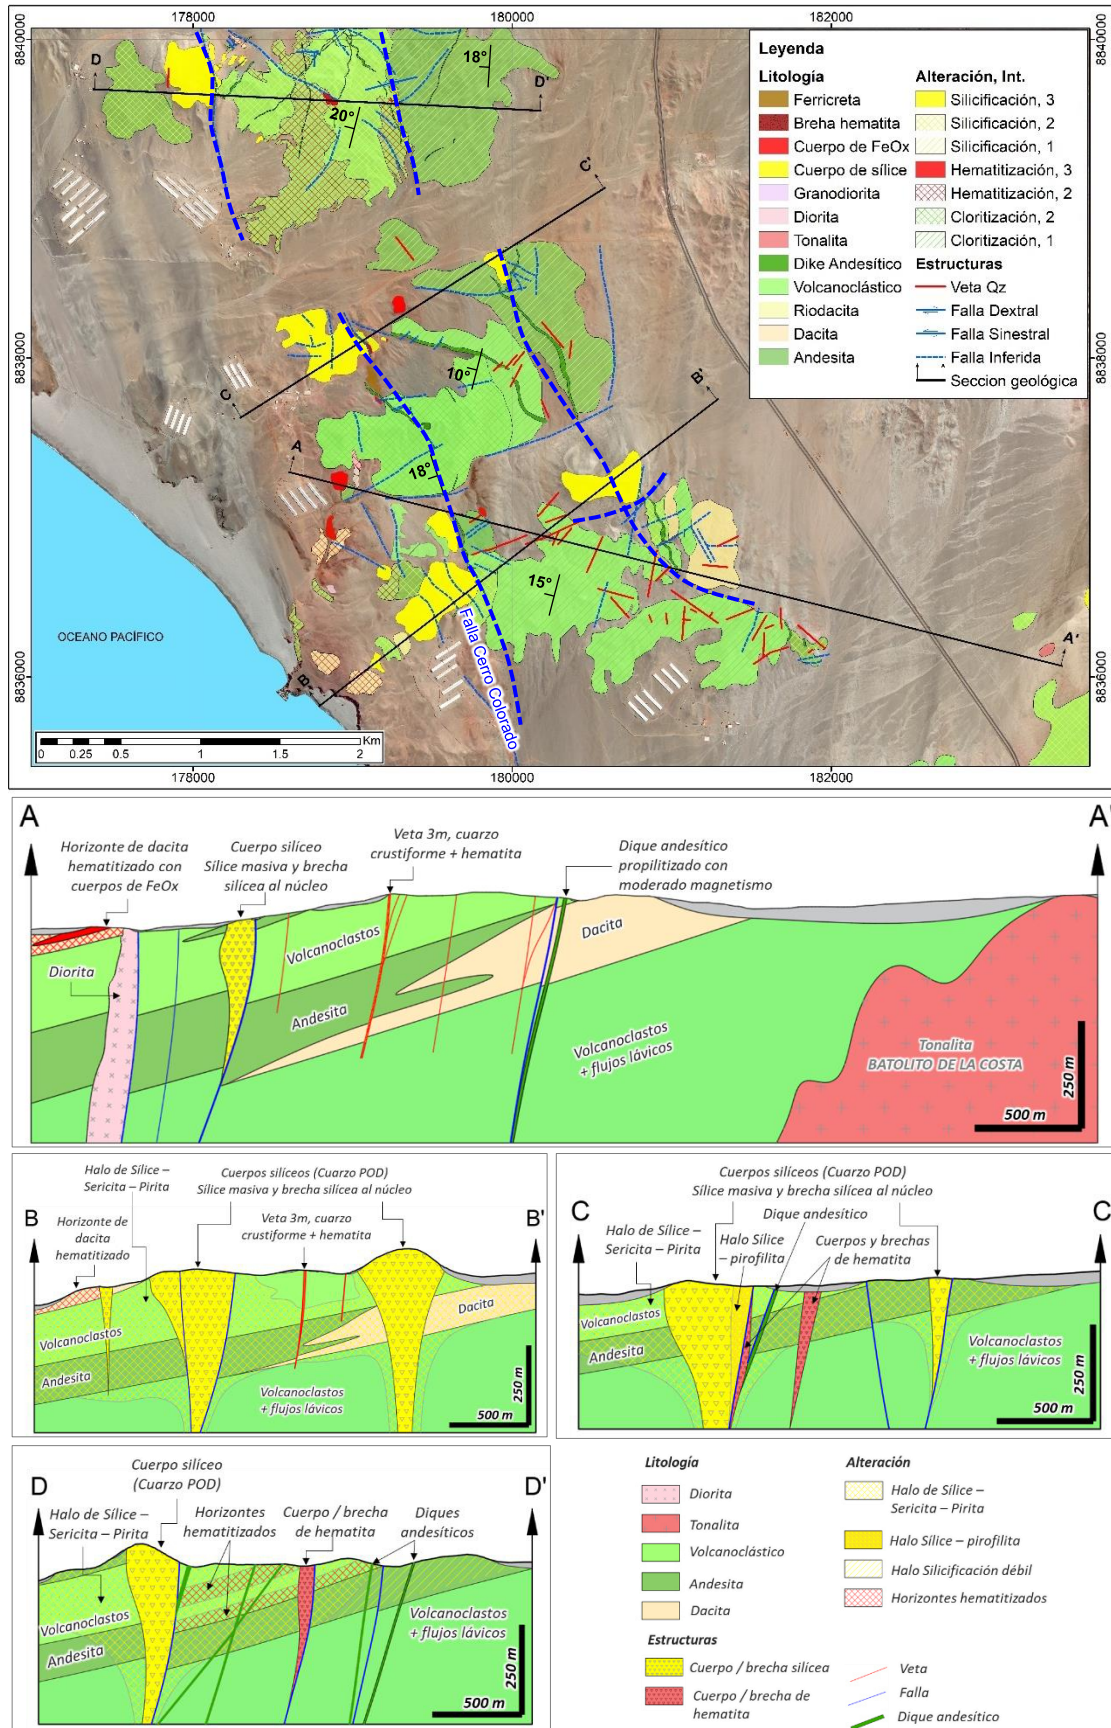 178000
180000
182000
8840000
8840000
D
D'
18°
20°
C'
C
10°
B'
A
18°
15°
A'
B
8838000
8838000
8836000
8836000
OCEANO PACÍFICO
Falla Cerro Colorado
Leyenda
Litología
Ferricreta
Breha hematita
Cuerpo de FeOx
Cuerpo de sílice
Granodiorita
Diorita
Tonalita
Dike Andesítico
Volcanoclástico
Riodacita
Dacita
Andesita
Alteración, Int.
Silicificación, 3
Silicificación, 2
Silicificación, 1
Hematitización, 3
Hematitización, 2
Cloritización, 2
Cloritización, 1
Estructuras
Veta Qz
Falla Dextral
Falla Sinestral
Falla Inferida
Seccion geológica
Km
0 0.25 0.5 1 1.5 2
178000
180000
182000
A
A'
Horizonte de dacita
hematitizado con
cuerpos de FeOx
Cuerpo silíceo
Sílice masiva y brecha
silícea al núcleo
Veta 3m, cuarzo
crustiforme + hematita
Dique andesítico
propilitizado con
moderado magnetismo
Diorita
Volcanoclastos
Andesita
Dacita
Volcanoclastos
+ flujos lávicos
Tonalita
BATOLITO DE LA COSTA
250 m
500 m
B
B'
Halo de Sílice –
Sericita – Pirita
Horizonte de
dacita
hematitizado
Cuerpos silíceos (Cuarzo POD)
Sílice masiva y brecha silícea al núcleo
Veta 3m, cuarzo
crustiforme + hematita
Volcanoclastos
Andesita
Dacita
Volcanoclastos
+ flujos lávicos
250 m
500 m
C
C'
Cuerpos silíceos (Cuarzo POD)
Sílice masiva y brecha silícea al núcleo
Dique andesítico
Halo de Sílice –
Sericita – Pirita
Halo Sílice
– pirofilita
Cuerpos y brechas
de hematita
Volcanoclastos
Andesita
Volcanoclastos
+ flujos lávicos
250 m
500 m
D
D'
Cuerpo silíceo
(Cuarzo POD)
Halo de Sílice –
Sericita – Pirita
Horizontes
hematitizados
Cuerpo / brecha
de hematita
Diques
andesíticos
Volcanoclastos
Andesita
Volcanoclastos
+ flujos lávicos
250 m
500 m
Litología
Diorita
Tonalita
Volcanoclástico
Andesita
Dacita
Estructuras
Cuerpo / brecha silícea
Cuerpo / brecha de
hematita
Alteración
Halo de Sílice –
Sericita – Pirita
Halo Sílice – pirofilita
Halo Silicificación débil
Horizontes hematitizados
Veta
Falla
Dique andesítico